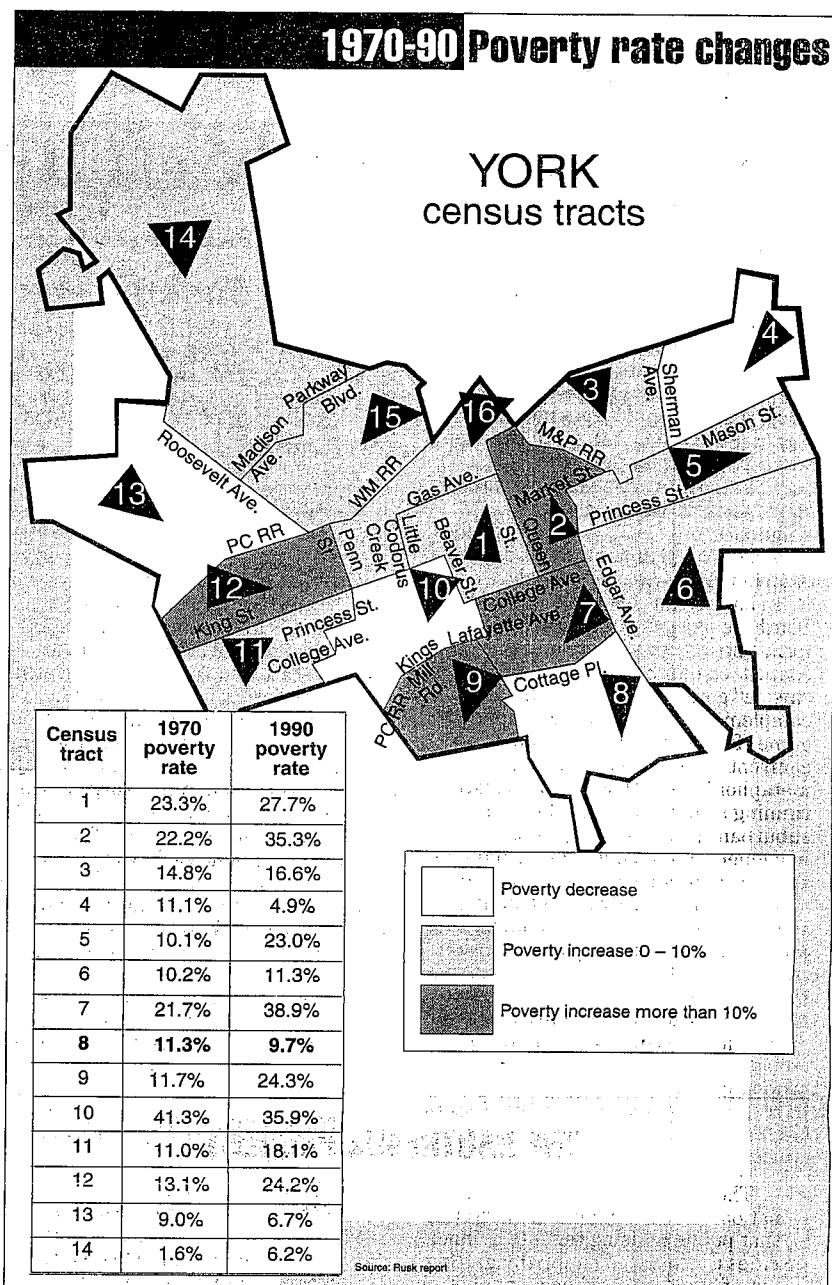 1970-90 Poverty rate changes
YORK
census tracts
14
4
3
Sherman
Ave.
Parkway
Blvd.
15
16
Madison
Ave.
M&P RR
Mason St.
5
Roosevelt Ave.
WM RR
Gas Ave.
Market St.
Princess St.
13
PC RR
St.
Penn
Creek
Codorus
Little
Beaver St.
1
St.
Queen
2
12
10
Edgar Ave.
6
King St.
Princess St.
College Ave.
7
11
College Ave.
Kings
Mill
Rd
Lafayette Ave.
PC RR
9
Cottage Pl.
8
Census tract | 1970 poverty rate | 1990 poverty rate
1 23.3% 27.7%
2 22.2% 35.3%
3 14.8% 16.6%
4 11.1% 4.9%
5 10.1% 23.0%
6 10.2% 11.3%
7 21.7% 38.9%
8 11.3% 9.7%
9 11.7% 24.3%
10 41.3% 35.9%
11 11.0% 18.1%
12 13.1% 24.2%
13 9.0% 6.7%
14 1.6% 6.2%
Poverty decrease
Poverty increase 0 – 10%
Poverty increase more than 10%
Source: Rusk report